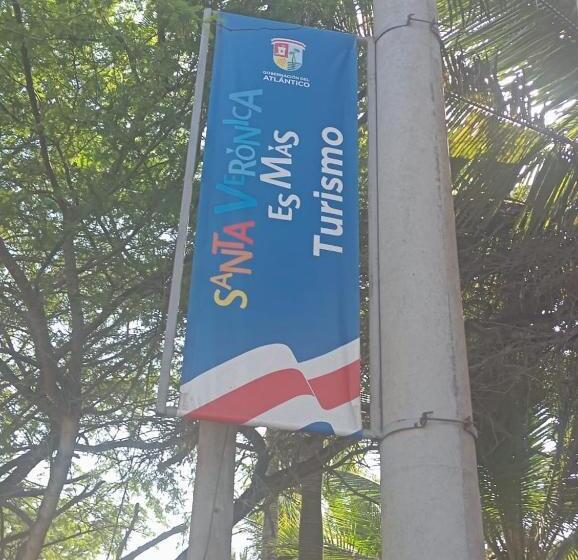 GOBERNACIÓN DEL
ATLÁNTICO
SANTA VERÓNICA
ES MÁS
Turismo